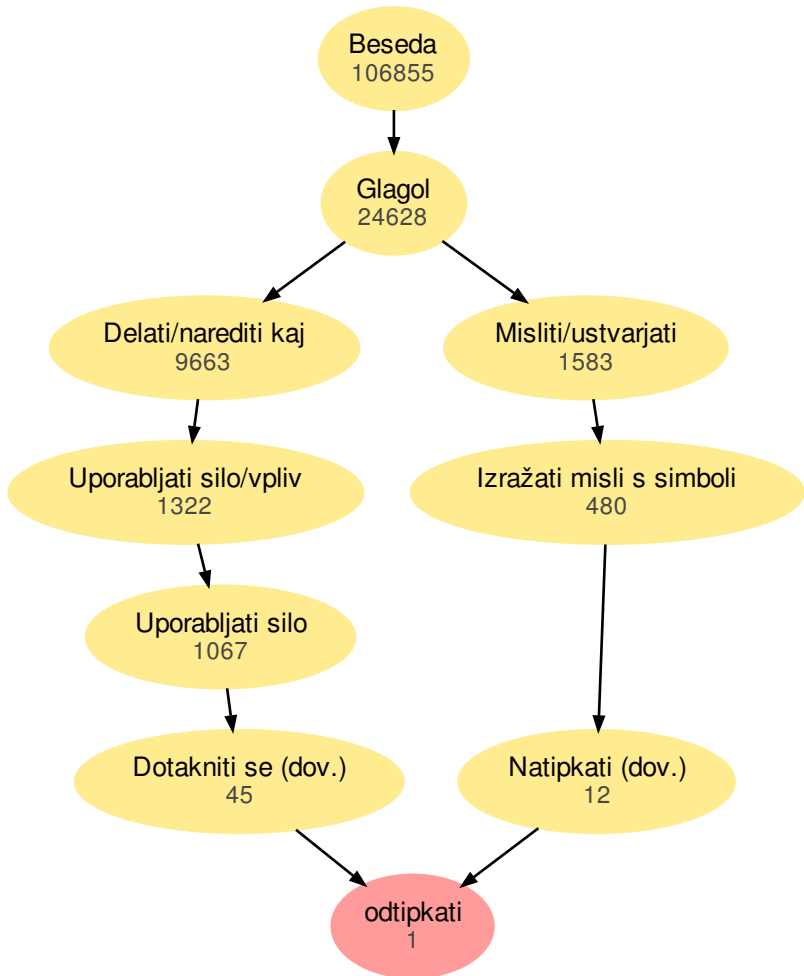 Beseda
106855
Glagol
24628
Delati/narediti kaj
9663
Misliti/ustvarjati
1583
Uporabljati silo/vpliv
1322
Izražati misli s simboli
480
Uporabljati silo
1067
Dotakniti se (dov.)
45
Natipkati (dov.)
12
odtipkati
1